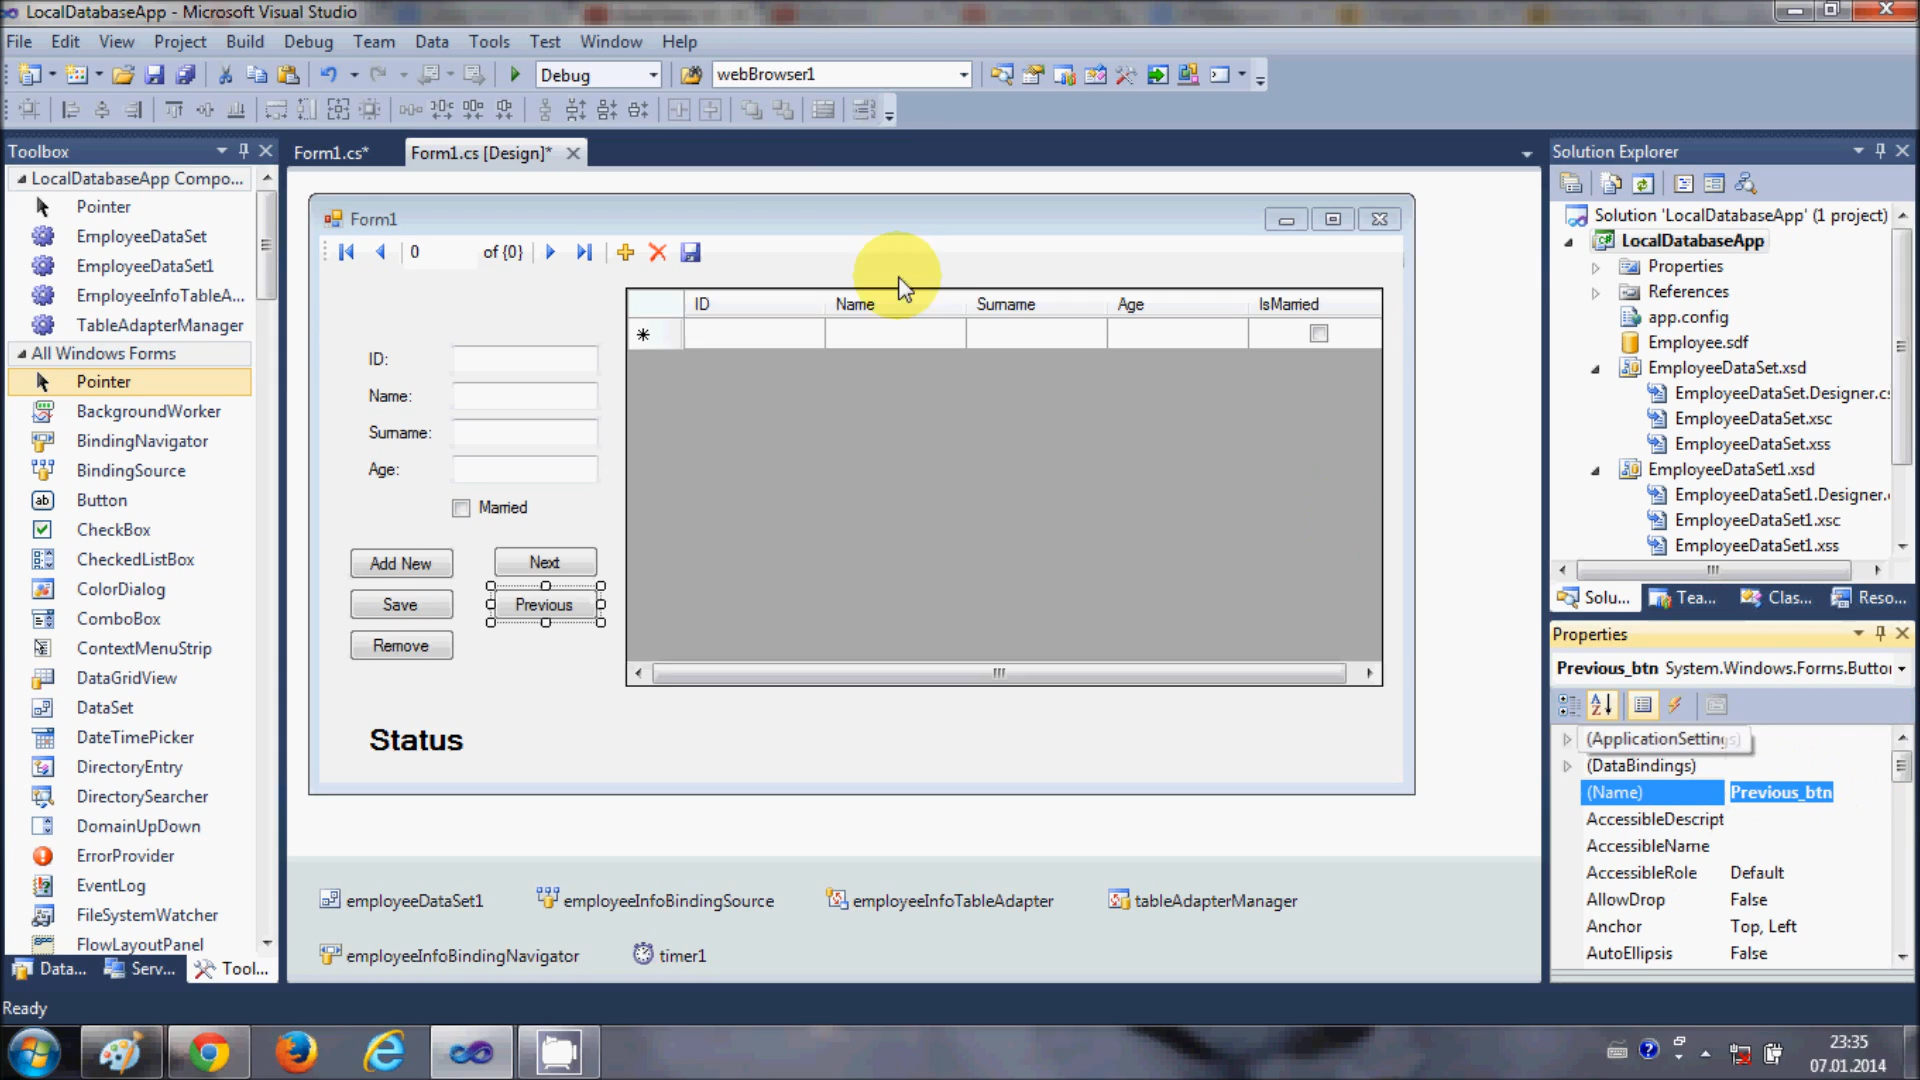 LocalDatabaseApp - Microsoft Visual Studio
File Edit View Project Build Debug Team Data Tools Test Window Help
Debug webBrowser1
Toolbox
LocalDatabaseApp Compo...
Pointer
EmployeeDataSet
EmployeeDataSet1
EmployeeInfoTableA...
TableAdapterManager
All Windows Forms
Pointer
BackgroundWorker
BindingNavigator
BindingSource
Button
CheckBox
CheckedListBox
ColorDialog
ComboBox
ContextMenuStrip
DataGridView
DataSet
DateTimePicker
DirectoryEntry
DirectorySearcher
DomainUpDown
ErrorProvider
EventLog
FileSystemWatcher
FlowLayoutPanel
Data... Serv... Tool...
Form1.cs* Form1.cs [Design]*
Form1
0 of {0}
ID Name Surname Age IsMarried
ID:
Name:
Surname:
Age:
Married
Add New Next
Save Previous
Remove
Status
employeeDataSet1 employeeInfoBindingSource employeeInfoTableAdapter tableAdapterManager
employeeInfoBindingNavigator timer1
Solution Explorer
Solution 'LocalDatabaseApp' (1 project)
LocalDatabaseApp
Properties
References
app.config
Employee.sdf
EmployeeDataSet.xsd
EmployeeDataSet.Designer.cs
EmployeeDataSet.xsc
EmployeeDataSet.xss
EmployeeDataSet1.xsd
EmployeeDataSet1.Designer.
EmployeeDataSet1.xsc
EmployeeDataSet1.xss
Solu... Tea... Clas... Reso...
Properties
Previous_btn System.Windows.Forms.Button
(ApplicationSettings)
(DataBindings)
(Name) Previous_btn
AccessibleDescript
AccessibleName
AccessibleRole Default
AllowDrop False
Anchor Top, Left
AutoEllipsis False
Ready
23:35
07.01.2014